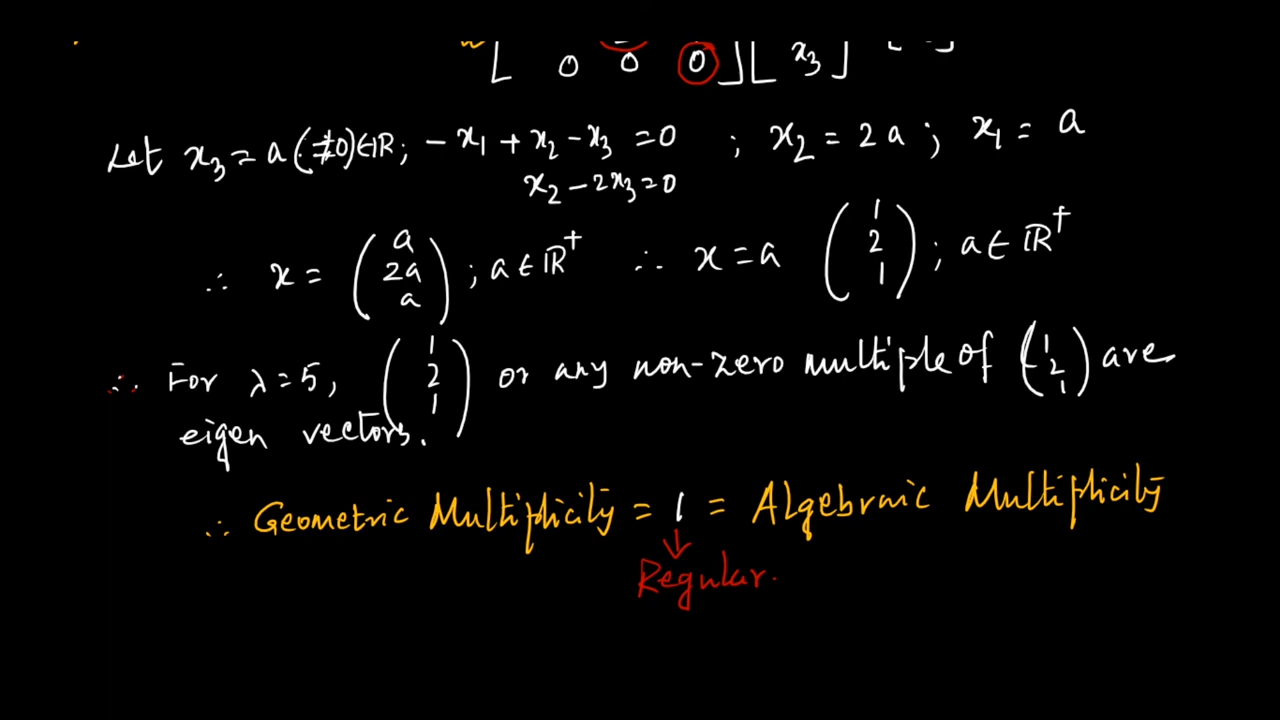 [ 0 0 0 ] [ x₃ ]
Let x₃ = a (≠0) ∈ ℝ ; − x₁ + x₂ − x₃ = 0 ; x₂ = 2a ; x₁ = a
x₂ − 2x₃ = 0
∴ x = (a 2a a) ; a ∈ ℝ⁺ ∴ x = a (1 2 1) ; a ∈ ℝ⁺
∴ For λ = 5, (1 2 1) or any non-zero multiple of (1 2 1) are
eigen vectors.
∴ Geometric Multiplicity = 1 = Algebraic Multiplicity
↓
Regular.